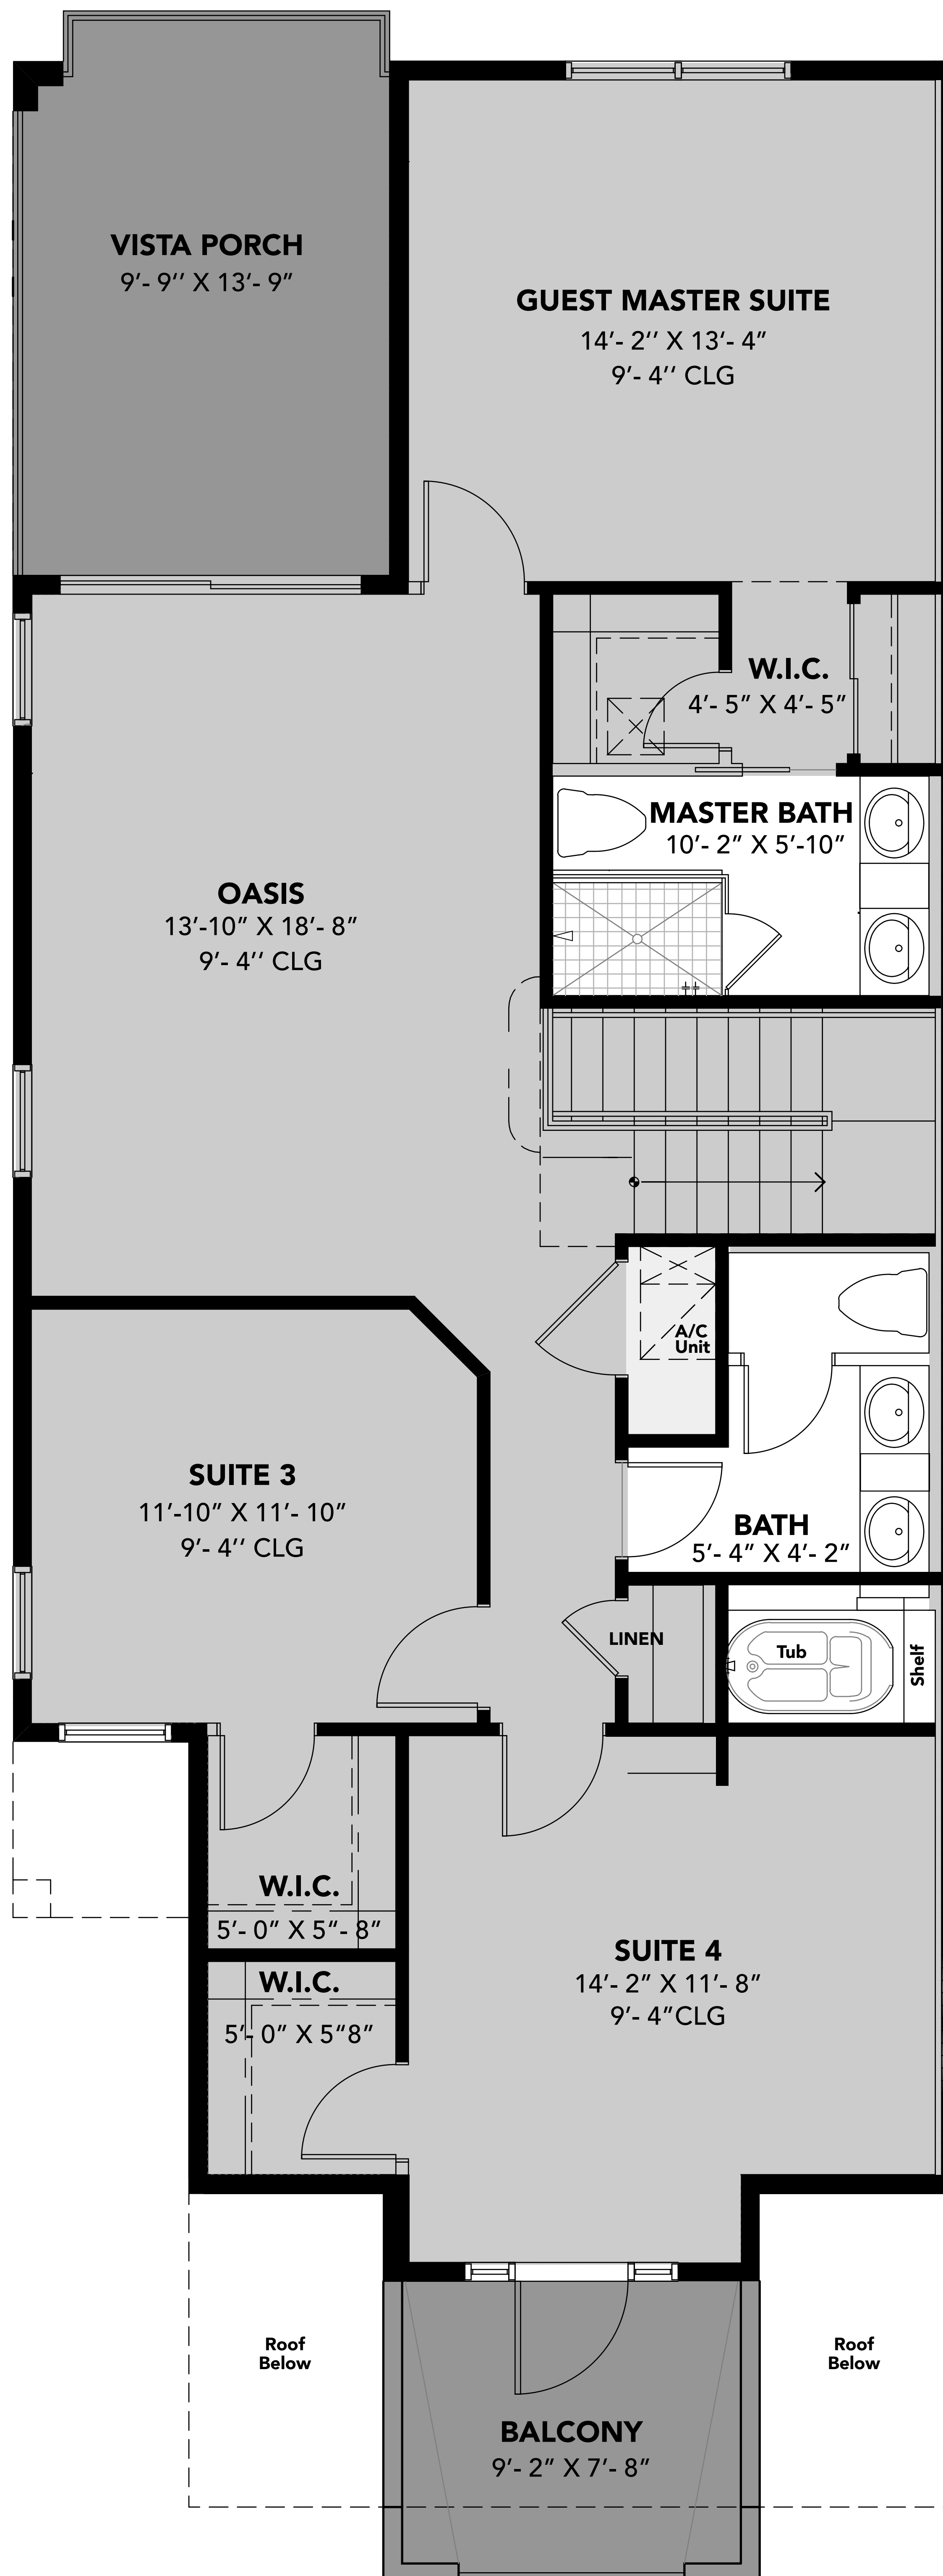 VISTA PORCH
9'- 9'' X 13'- 9"
GUEST MASTER SUITE
14'- 2'' X 13'- 4"
9'- 4'' CLG
W.I.C.
4'- 5" X 4'- 5"
MASTER BATH
10'- 2" X 5'-10"
OASIS
13'-10" X 18'- 8"
9'- 4'' CLG
A/C
Unit
SUITE 3
11'-10" X 11'- 10"
9'- 4" CLG
BATH
5'- 4" X 4'- 2"
LINEN
Tub
Shelf
W.I.C.
5'- 0" X 5"- 8"
W.I.C.
5'- 0" X 5"8"
SUITE 4
14'- 2" X 11'- 8"
9'- 4"CLG
Roof
Below
Roof
Below
BALCONY
9'- 2" X 7'- 8"